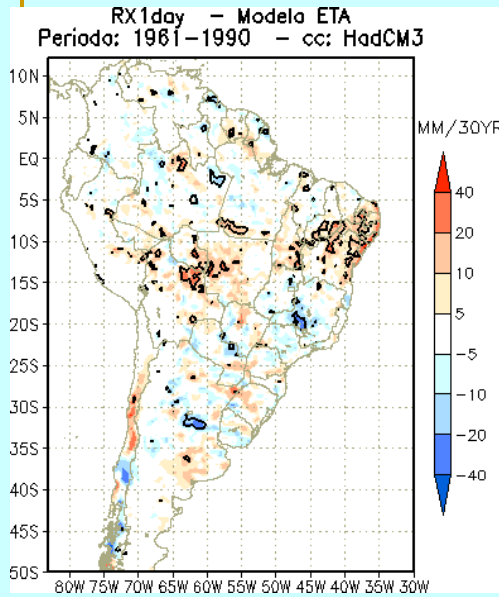 RX1day – Modelo ETA
Periodo: 1961–1990 – cc: HadCM3
10N
5N
EQ
5S
10S
15S
20S
25S
30S
35S
40S
45S
50S
80W 75W 70W 65W 60W 55W 50W 45W 40W 35W 30W
MM/30YR
40
20
10
5
-5
-10
-20
-40